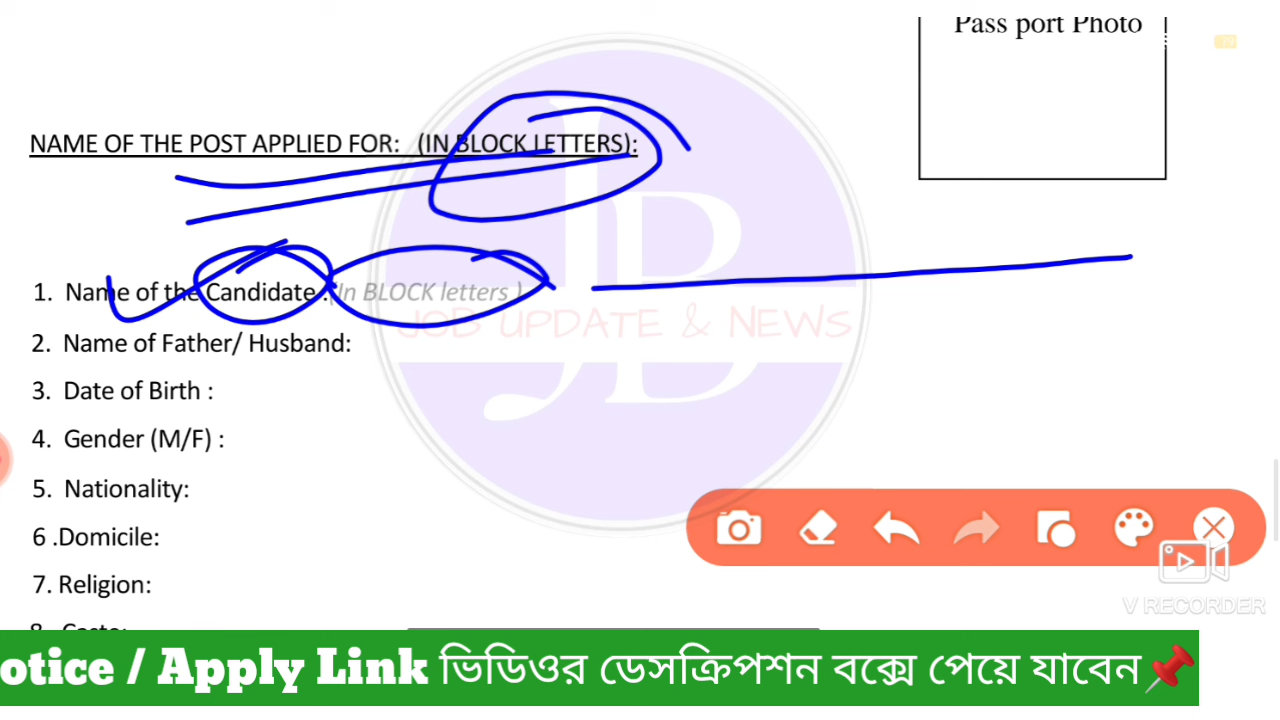 Pass port Photo
NAME OF THE POST APPLIED FOR: (IN BLOCK LETTERS):
1. Name of the Candidate : (In BLOCK letters )
JOB UPDATE & NEWS
2. Name of Father/ Husband:
3. Date of Birth :
4. Gender (M/F) :
5. Nationality:
6 .Domicile:
7. Religion:
V RECORDER
8. Caste:
otice / Apply Link ভিডিওর ডেসক্রিপশন বক্সে পেয়ে যাবেন📌